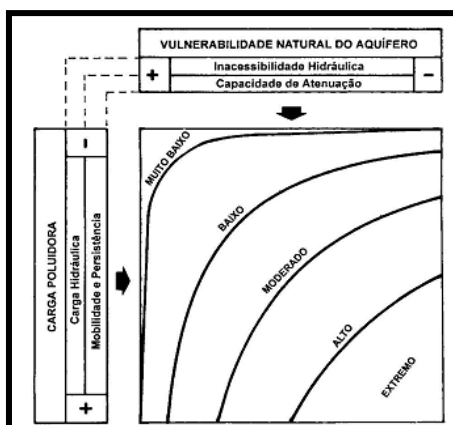 VULNERABILIDADE NATURAL DO AQUÍFERO
+
Inacessibilidade Hidráulica
Capacidade de Atenuação
-
CARGA POLUIDORA
-
Carga Hidráulica
Mobilidade e Persistência
+
MUITO BAIXO
BAIXO
MODERADO
ALTO
EXTREMO